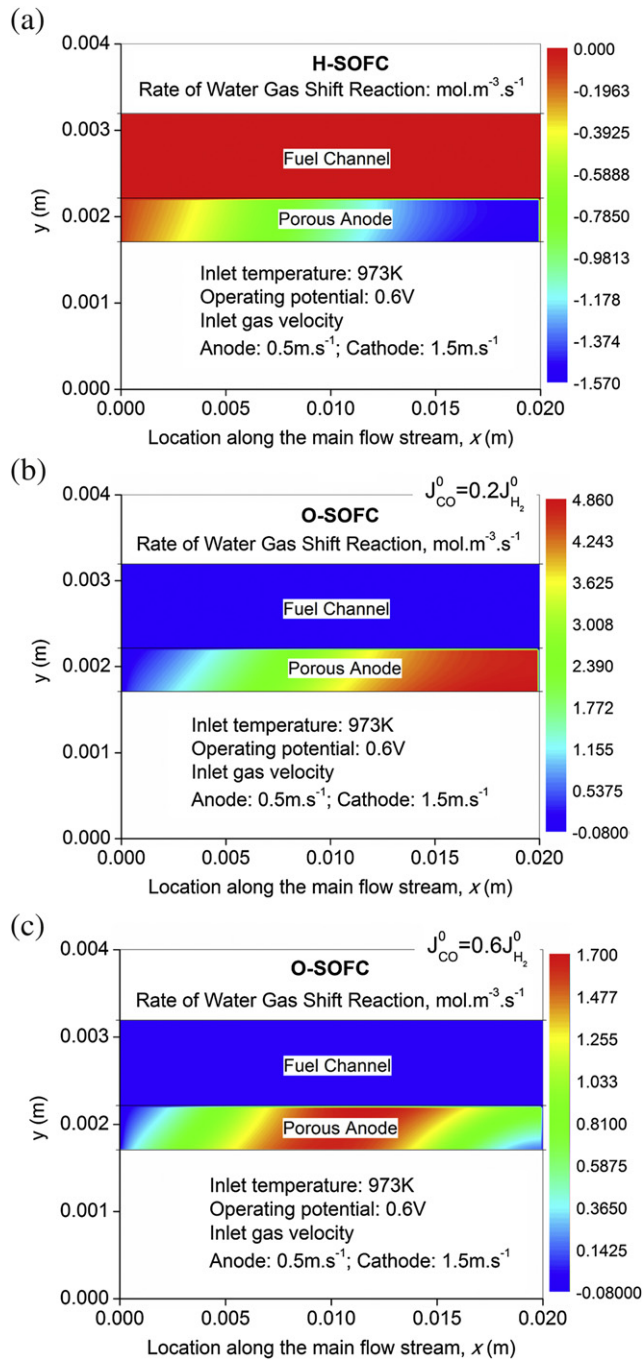 (a)
0.004
H-SOFC
Rate of Water Gas Shift Reaction: mol.m⁻³.s⁻¹
0.003
Fuel Channel
y (m)
0.002
Porous Anode
Inlet temperature: 973K
0.001
Operating potential: 0.6V
Inlet gas velocity
Anode: 0.5m.s⁻¹; Cathode: 1.5m.s⁻¹
0.000
0.000 0.005 0.010 0.015 0.020
Location along the main flow stream, x (m)
0.000
-0.1963
-0.3925
-0.5888
-0.7850
-0.9813
-1.178
-1.374
-1.570
(b)
J⁰CO=0.2J⁰H₂
0.004
O-SOFC
Rate of Water Gas Shift Reaction, mol.m⁻³.s⁻¹
0.003
Fuel Channel
y (m)
0.002
Porous Anode
Inlet temperature: 973K
0.001
Operating potential: 0.6V
Inlet gas velocity
Anode: 0.5m.s⁻¹; Cathode: 1.5m.s⁻¹
0.000
0.000 0.005 0.010 0.015 0.020
Location along the main flow stream, x (m)
4.860
4.243
3.625
3.008
2.390
1.772
1.155
0.5375
-0.0800
(c)
J⁰CO=0.6J⁰H₂
0.004
O-SOFC
Rate of Water Gas Shift Reaction, mol.m⁻³.s⁻¹
0.003
Fuel Channel
y (m)
0.002
Porous Anode
Inlet temperature: 973K
0.001
Operating potential: 0.6V
Inlet gas velocity
Anode: 0.5m.s⁻¹; Cathode: 1.5m.s⁻¹
0.000
0.000 0.005 0.010 0.015 0.020
Location along the main flow stream, x (m)
1.700
1.477
1.255
1.033
0.8100
0.5875
0.3650
0.1425
-0.08000